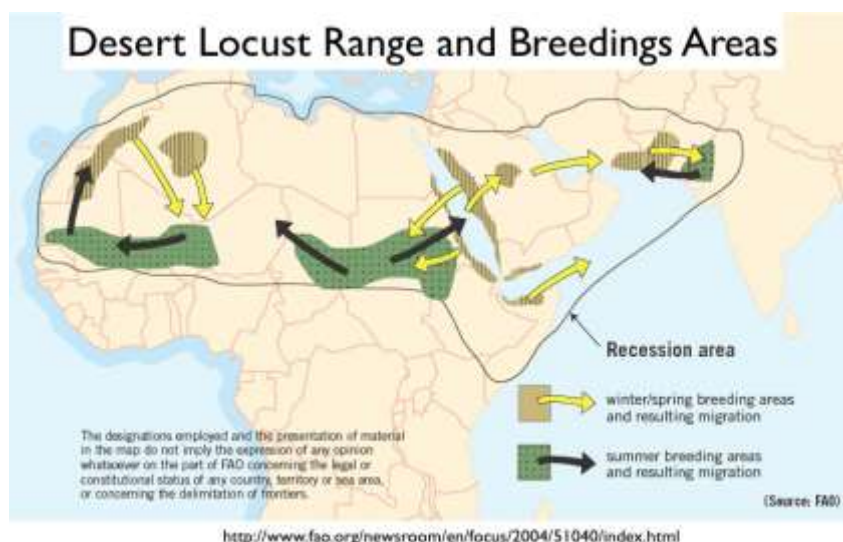 Desert Locust Range and Breedings Areas
Recession area
winter/spring breeding areas
and resulting migration
summer breeding areas
and resulting migration
The designations employed and the presentation of material
in the map do not imply the expression of any opinion
whatsoever on the part of FAO concerning the legal or
constitutional status of any country, territory or sea area,
or concerning the delimitation of frontiers.
(Source: FAO)
http://www.fao.org/newsroom/en/focus/2004/51040/index.html